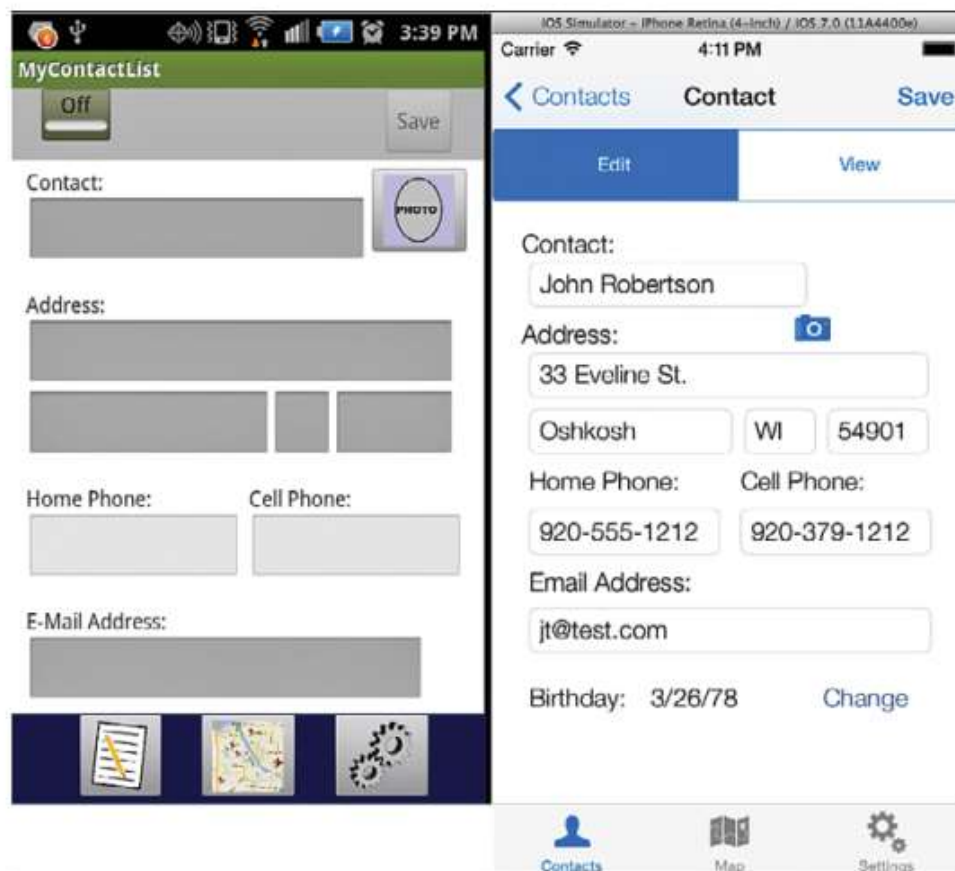 3:39 PM
MyContactList
Off
Save
Contact:
PHOTO
Address:
Home Phone:
Cell Phone:
E-Mail Address:
IOS Simulator - IPhone Retina (4-inch) / IOS 7.0 (11A4400e)
Carrier
4:11 PM
Contacts
Contact
Save
Edit
View
Contact:
John Robertson
Address:
33 Eveline St.
Oshkosh
WI
54901
Home Phone:
Cell Phone:
920-555-1212
920-379-1212
Email Address:
jt@test.com
Birthday: 3/26/78
Change
Contacts
Map
Settings